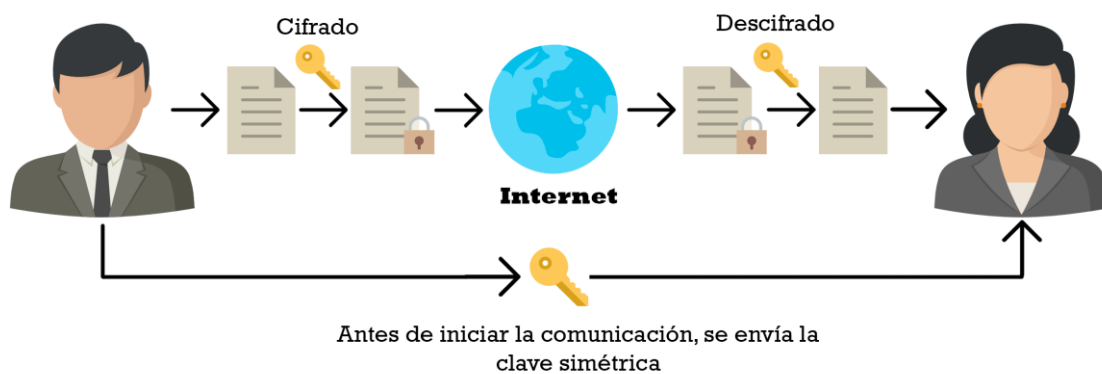 Cifrado
Descifrado
Internet
Antes de iniciar la comunicación, se envía la
clave simétrica